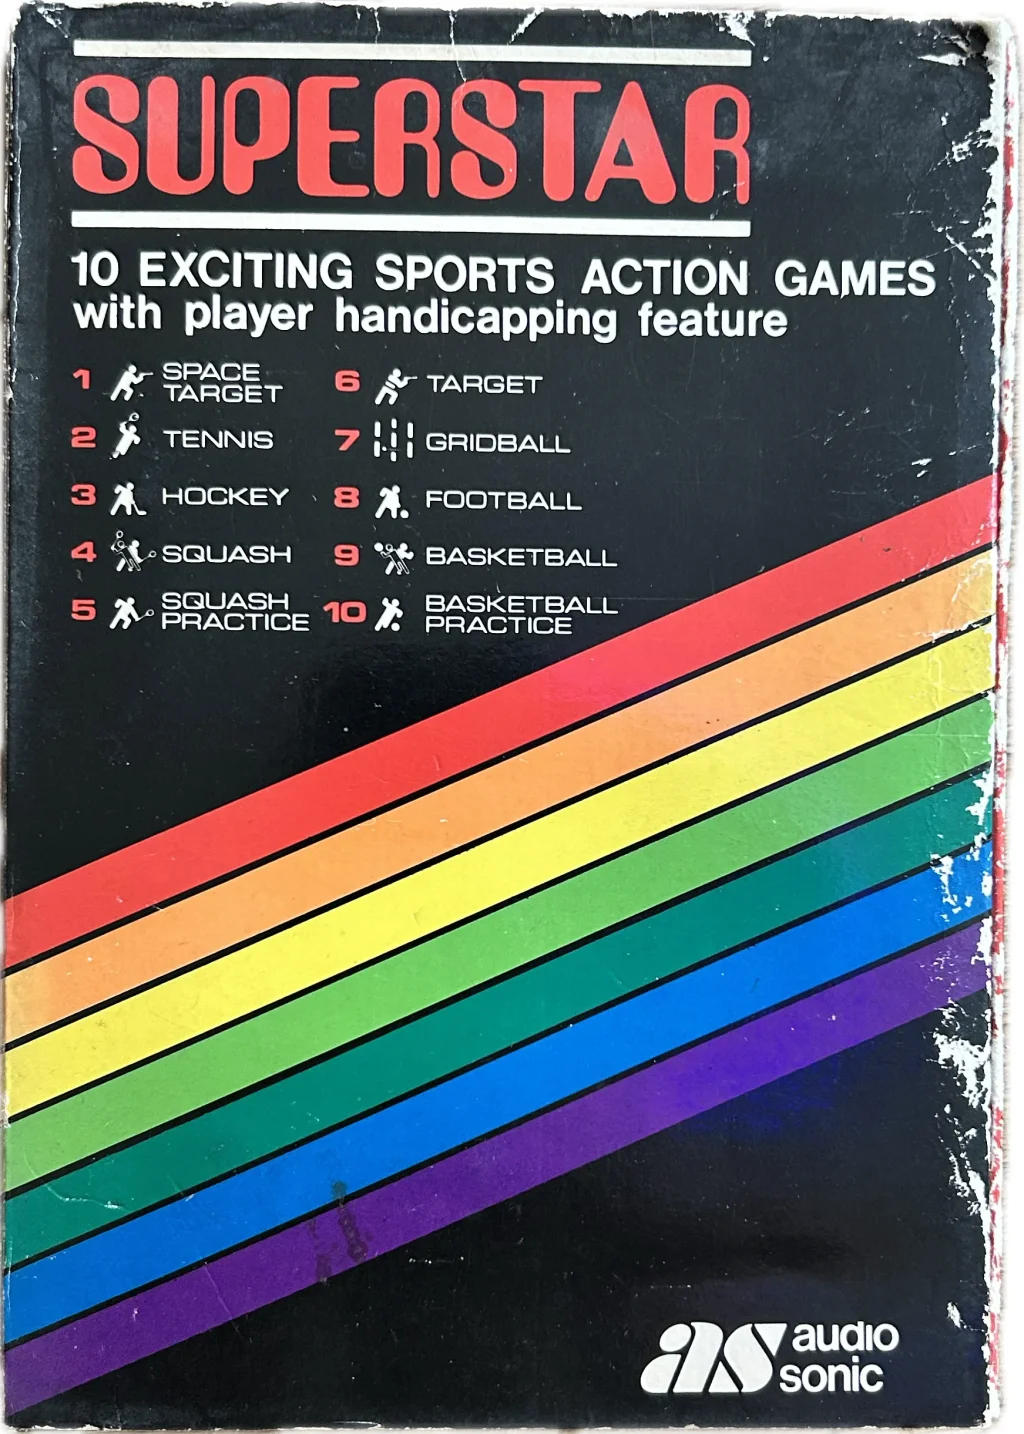 SUPERSTAR
10 EXCITING SPORTS ACTION GAMES
with player handicapping feature
1 SPACE
TARGET
2 TENNIS
3 HOCKEY
4 SQUASH
5 SQUASH
PRACTICE
6 TARGET
7 GRIDBALL
8 FOOTBALL
9 BASKETBALL
10 BASKETBALL
PRACTICE
as audio
sonic